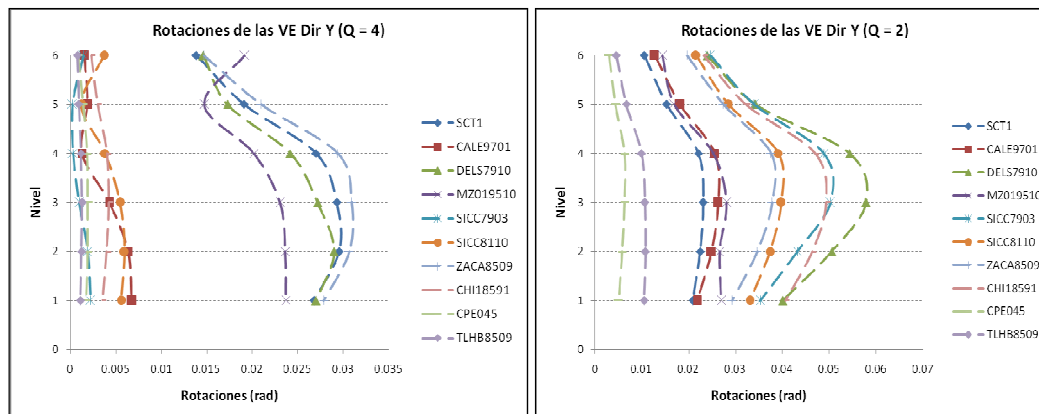 Rotaciones de las VE Dir Y (Q = 4)
6
5
4
3
2
1
0
Nivel
0
0.005
0.01
0.015
0.02
0.025
0.03
0.035
Rotaciones (rad)
SCT1
CALE9701
DELS7910
MZ019510
SICC7903
SICC8110
ZACA8509
CHI18591
CPE045
TLHB8509
Rotaciones de las VE Dir Y (Q = 2)
6
5
4
3
2
1
0
Nivel
0
0.01
0.02
0.03
0.04
0.05
0.06
0.07
Rotaciones (rad)
SCT1
CALE9701
DELS7910
MZ019510
SICC7903
SICC8110
ZACA8509
CHI18591
CPE045
TLHB8509